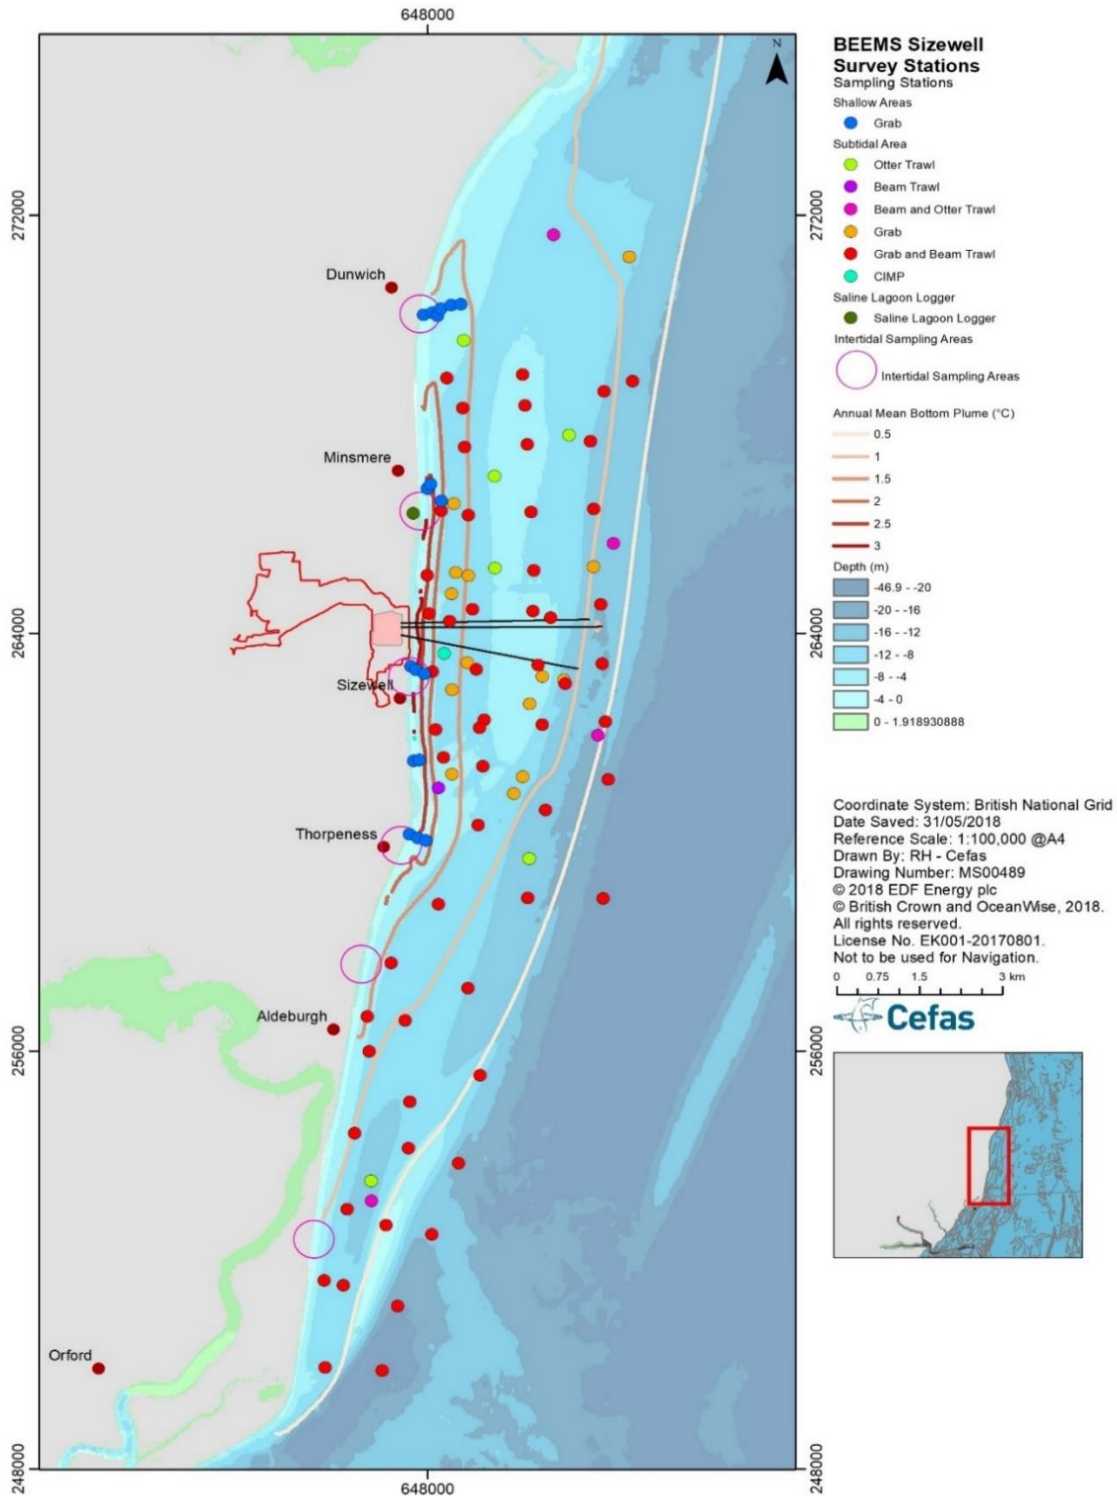 648000
N
272000
272000
Dunwich
Minsmere
264000
264000
Sizewell
Thorpeness
Aldeburgh
256000
256000
Orford
248000
248000
648000
BEEMS Sizewell
Survey Stations
Sampling Stations
Shallow Areas
Grab
Subtidal Area
Otter Trawl
Beam Trawl
Beam and Otter Trawl
Grab
Grab and Beam Trawl
CIMP
Saline Lagoon Logger
Saline Lagoon Logger
Intertidal Sampling Areas
Intertidal Sampling Areas
Annual Mean Bottom Plume (°C)
0.5
1
1.5
2
2.5
3
Depth (m)
-46.9 - -20
-20 - -16
-16 - -12
-12 - -8
-8 - -4
-4 - 0
0 - 1.918930888
Coordinate System: British National Grid
Date Saved: 31/05/2018
Reference Scale: 1:100,000 @A4
Drawn By: RH - Cefas
Drawing Number: MS00489
© 2018 EDF Energy plc
© British Crown and OceanWise, 2018.
All rights reserved.
License No. EK001-20170801.
Not to be used for Navigation.
0 0.75 1.5 3 km
Cefas